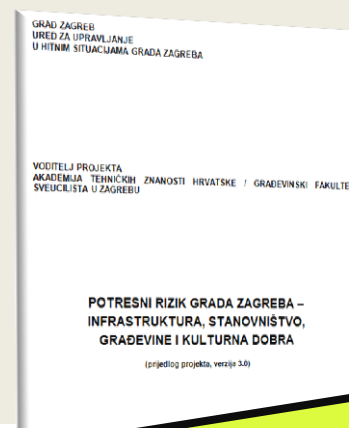 GRAD ZAGREB
URED ZA UPRAVLJANJE
U HITNIM SITUACIJAMA GRADA ZAGREBA
VODITELJ PROJEKTA
AKADEMIJA TEHNIČKIH ZNANOSTI HRVATSKE / GRAĐEVINSKI FAKULTE
SVEUČILIŠTA U ZAGREBU
POTRESNI RIZIK GRADA ZAGREBA –
INFRASTRUKTURA, STANOVNIŠTVO,
GRAĐEVINE I KULTURNA DOBRA
(prijedlog projekta, verzija 3.0)